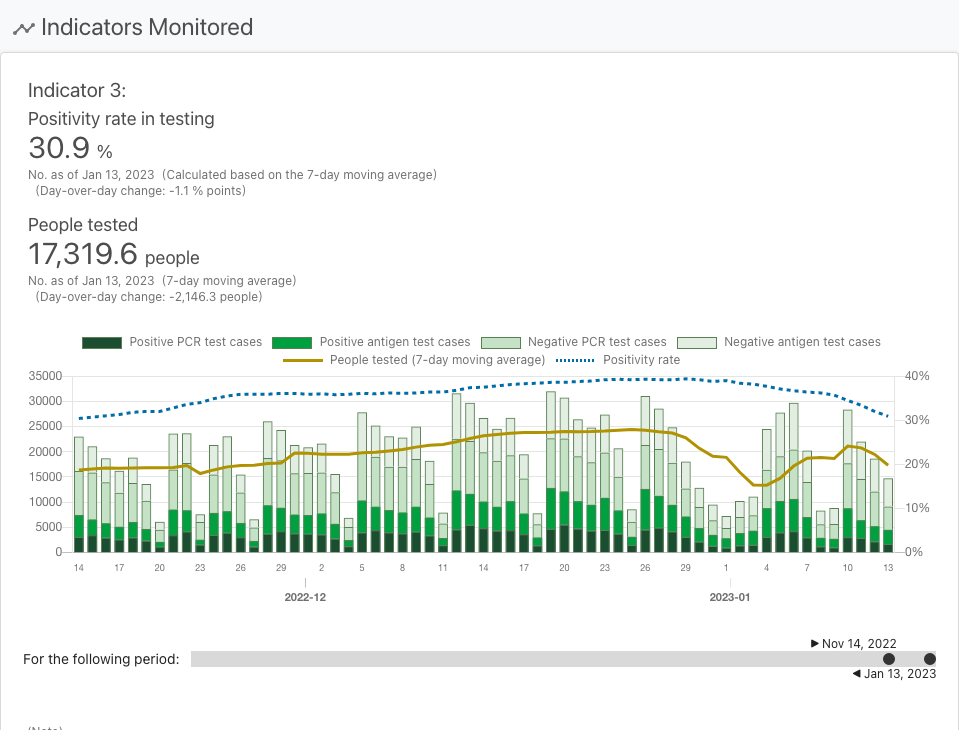 Indicators Monitored
Indicator 3:
Positivity rate in testing
30.9 %
No. as of Jan 13, 2023 (Calculated based on the 7-day moving average)
(Day-over-day change: -1.1 % points)
People tested
17,319.6 people
No. as of Jan 13, 2023 (7-day moving average)
(Day-over-day change: -2,146.3 people)
Positive PCR test cases Positive antigen test cases Negative PCR test cases Negative antigen test cases
People tested (7-day moving average) Positivity rate
35000 40%
30000
25000 30%
20000
15000 20%
10000 10%
5000
0 0%
14 17 20 23 26 29 2 5 8 11 14 17 20 23 26 29 1 4 7 10 13
2022-12 2023-01
▶ Nov 14, 2022
For the following period:
◀ Jan 13, 2023
(Note)